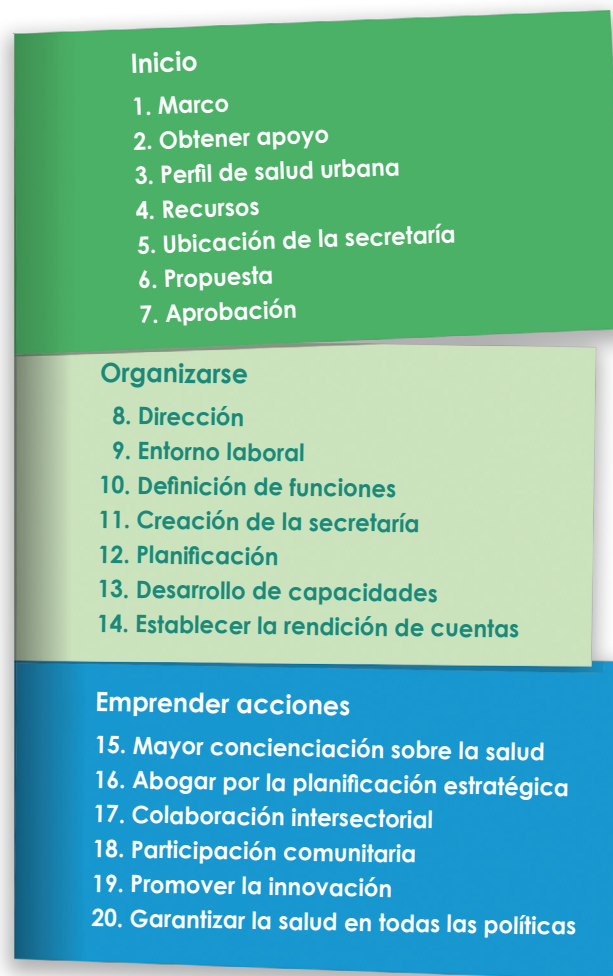 Inicio
1. Marco
2. Obtener apoyo
3. Perfil de salud urbana
4. Recursos
5. Ubicación de la secretaría
6. Propuesta
7. Aprobación
Organizarse
8. Dirección
9. Entorno laboral
10. Definición de funciones
11. Creación de la secretaría
12. Planificación
13. Desarrollo de capacidades
14. Establecer la rendición de cuentas
Emprender acciones
15. Mayor concienciación sobre la salud
16. Abogar por la planificación estratégica
17. Colaboración intersectorial
18. Participación comunitaria
19. Promover la innovación
20. Garantizar la salud en todas las políticas